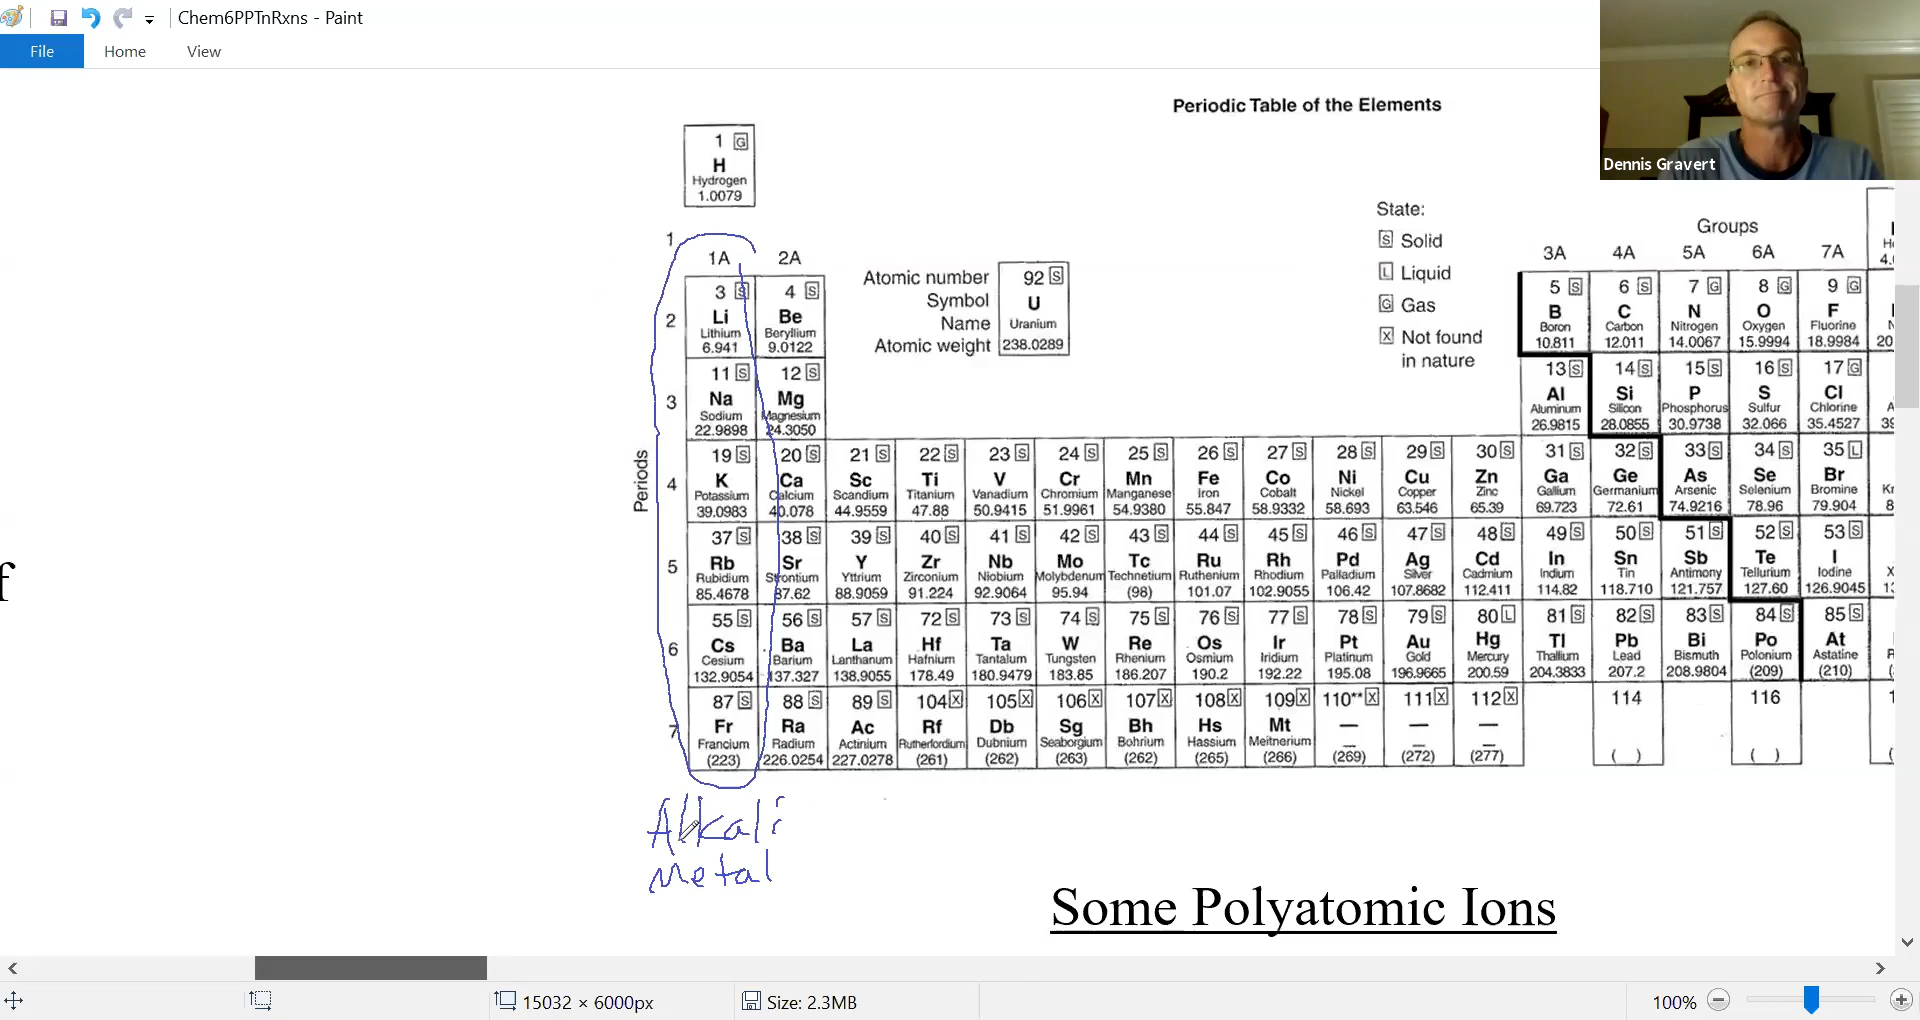 Chem6PPTnRxns - Paint
File Home View
Dennis Gravert
Periodic Table of the Elements
1 G
H
Hydrogen
1.0079
State:
S Solid
L Liquid
G Gas
X Not found
in nature
Groups
1
1A 2A 3A 4A 5A 6A 7A
Atomic number 92 S
Symbol U
Name Uranium
Atomic weight 238.0289
Periods
2
3 S 4 S 5 S 6 S 7 G 8 G 9 G
Li Be B C N O F
Lithium Beryllium Boron Carbon Nitrogen Oxygen Fluorine
6.941 9.0122 10.811 12.011 14.0067 15.9994 18.9984 20
3
11 S 12 S 13 S 14 S 15 S 16 S 17 G
Na Mg Al Si P S Cl
Sodium Magnesium Aluminum Silicon Phosphorus Sulfur Chlorine
22.9898 24.3050 26.9815 28.0855 30.9738 32.066 35.4527 39
4
19 S 20 S 21 S 22 S 23 S 24 S 25 S 26 S 27 S 28 S 29 S 30 S 31 S 32 S 33 S 34 S 35 L
K Ca Sc Ti V Cr Mn Fe Co Ni Cu Zn Ga Ge As Se Br
Potassium Calcium Scandium Titanium Vanadium Chromium Manganese Iron Cobalt Nickel Copper Zinc Gallium Germanium Arsenic Selenium Bromine
39.0983 40.078 44.9559 47.88 50.9415 51.9961 54.9380 55.847 58.9332 58.693 63.546 65.39 69.723 72.61 74.9216 78.96 79.904
5
37 S 38 S 39 S 40 S 41 S 42 S 43 S 44 S 45 S 46 S 47 S 48 S 49 S 50 S 51 S 52 S 53 S
Rb Sr Y Zr Nb Mo Tc Ru Rh Pd Ag Cd In Sn Sb Te I
Rubidium Strontium Yttrium Zirconium Niobium Molybdenum Technetium Ruthenium Rhodium Palladium Silver Cadmium Indium Tin Antimony Tellurium Iodine
85.4678 87.62 88.9059 91.224 92.9064 95.94 (98) 101.07 102.9055 106.42 107.8682 112.411 114.82 118.710 121.757 127.60 126.9045
6
55 S 56 S 57 S 72 S 73 S 74 S 75 S 76 S 77 S 78 S 79 S 80 L 81 S 82 S 83 S 84 S 85 S
Cs Ba La Hf Ta W Re Os Ir Pt Au Hg Tl Pb Bi Po At
Cesium Barium Lanthanum Hafnium Tantalum Tungsten Rhenium Osmium Iridium Platinum Gold Mercury Thallium Lead Bismuth Polonium Astatine
132.9054 137.327 138.9055 178.49 180.9479 183.85 186.207 190.2 192.22 195.08 196.9665 200.59 204.3833 207.2 208.9804 (209) (210)
7
87 S 88 S 89 S 104 X 105 X 106 X 107 X 108 X 109 X 110** X 111 X 112 X 114 116
Fr Ra Ac Rf Db Sg Bh Hs Mt — — —
Francium Radium Actinium Rutherfordium Dubnium Seaborgium Bohrium Hassium Meitnerium — — —
(223) 226.0254 227.0278 (261) (262) (263) (262) (265) (266) (269) (272) (277) ( ) ( )
f
Alkali
Metal
Some Polyatomic Ions
15032 × 6000px Size: 2.3MB 100%